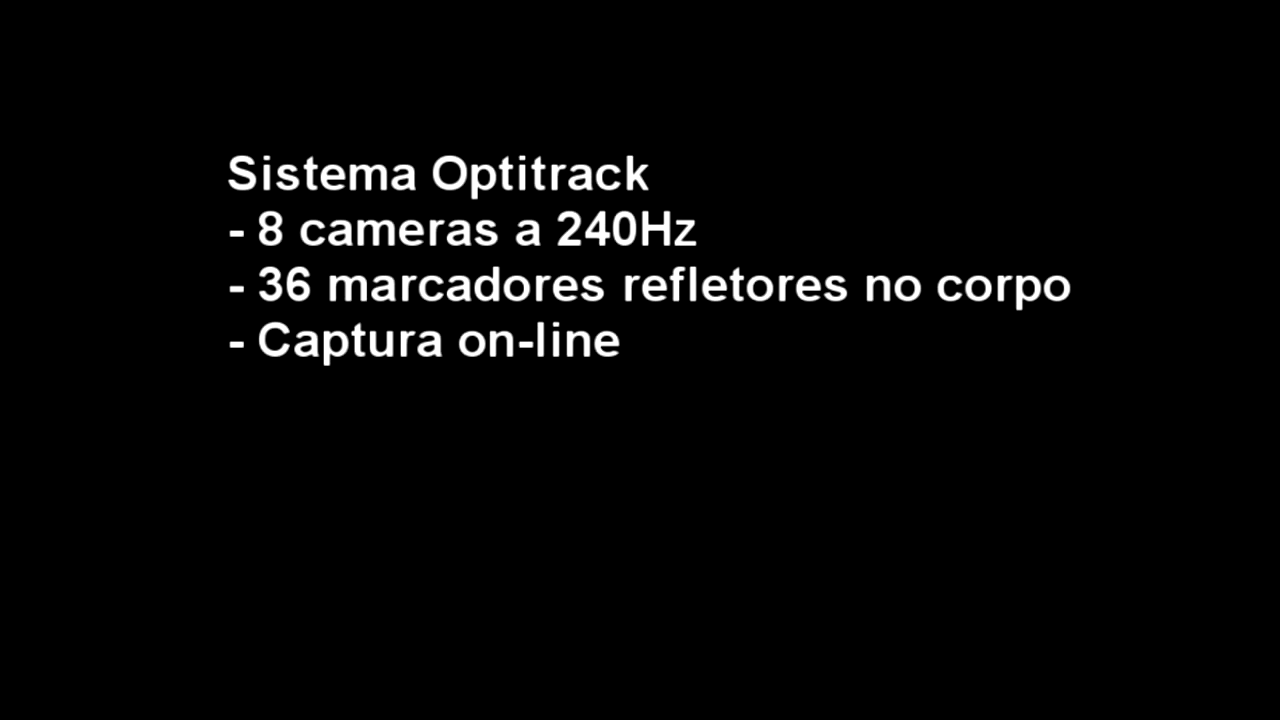 Sistema Optitrack
- 8 cameras a 240Hz
- 36 marcadores refletores no corpo
- Captura on-line